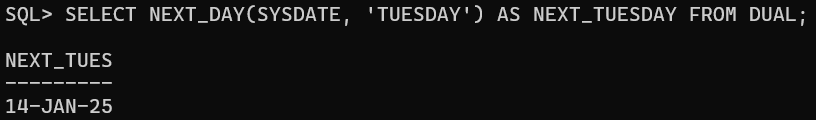 SQL> SELECT NEXT_DAY(SYSDATE, 'TUESDAY') AS NEXT_TUESDAY FROM DUAL;
NEXT_TUES
---------
14-JAN-25